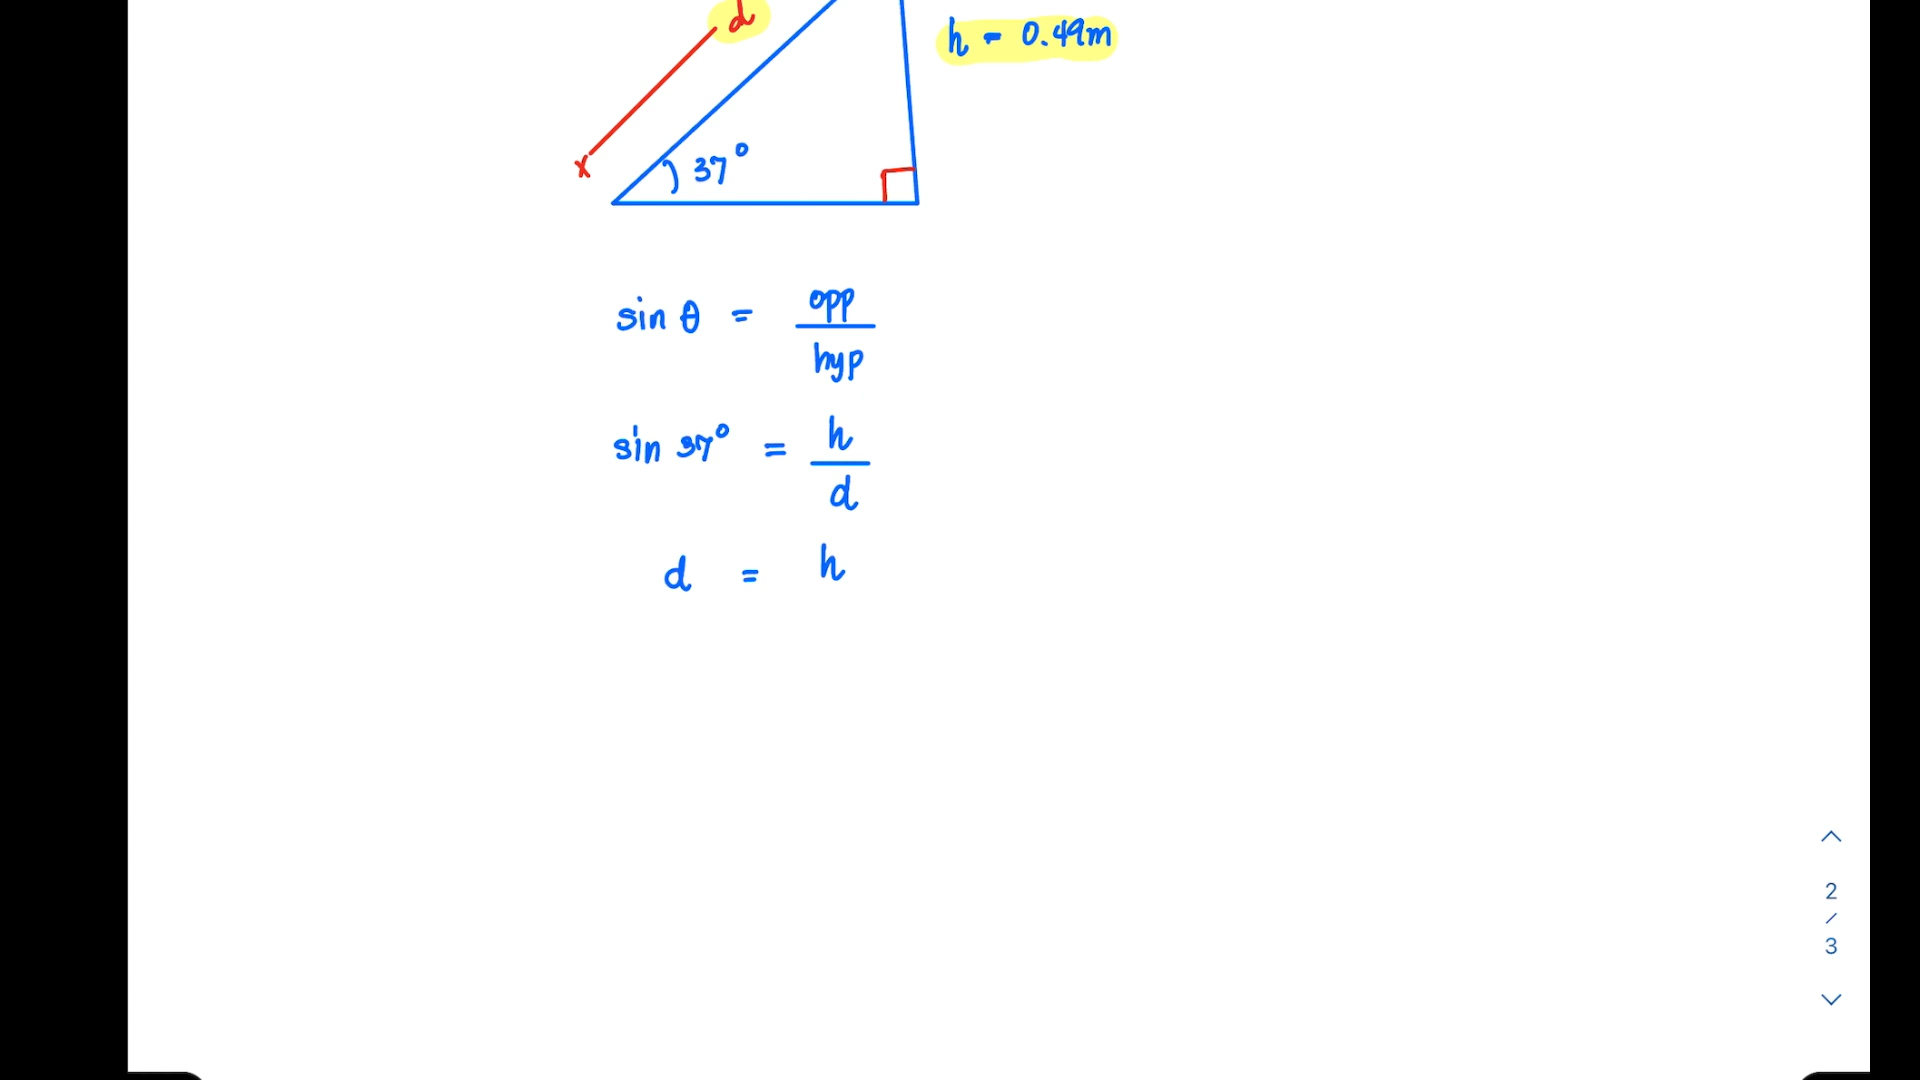 d
h = 0.49m
x
37°
sin θ = opp
hyp
sin 37° = h
d
d = h
2
/
3